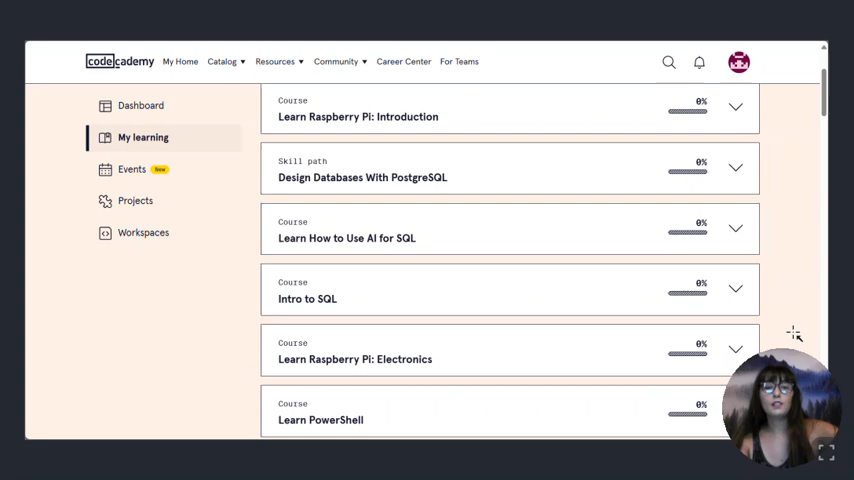 codecademy My Home Catalog Resources Community Career Center For Teams
Dashboard
My learning
Events New
Projects
Workspaces
Course
Learn Raspberry Pi: Introduction
0%
Skill path
Design Databases With PostgreSQL
0%
Course
Learn How to Use AI for SQL
0%
Course
Intro to SQL
0%
Course
Learn Raspberry Pi: Electronics
0%
Course
Learn PowerShell
0%